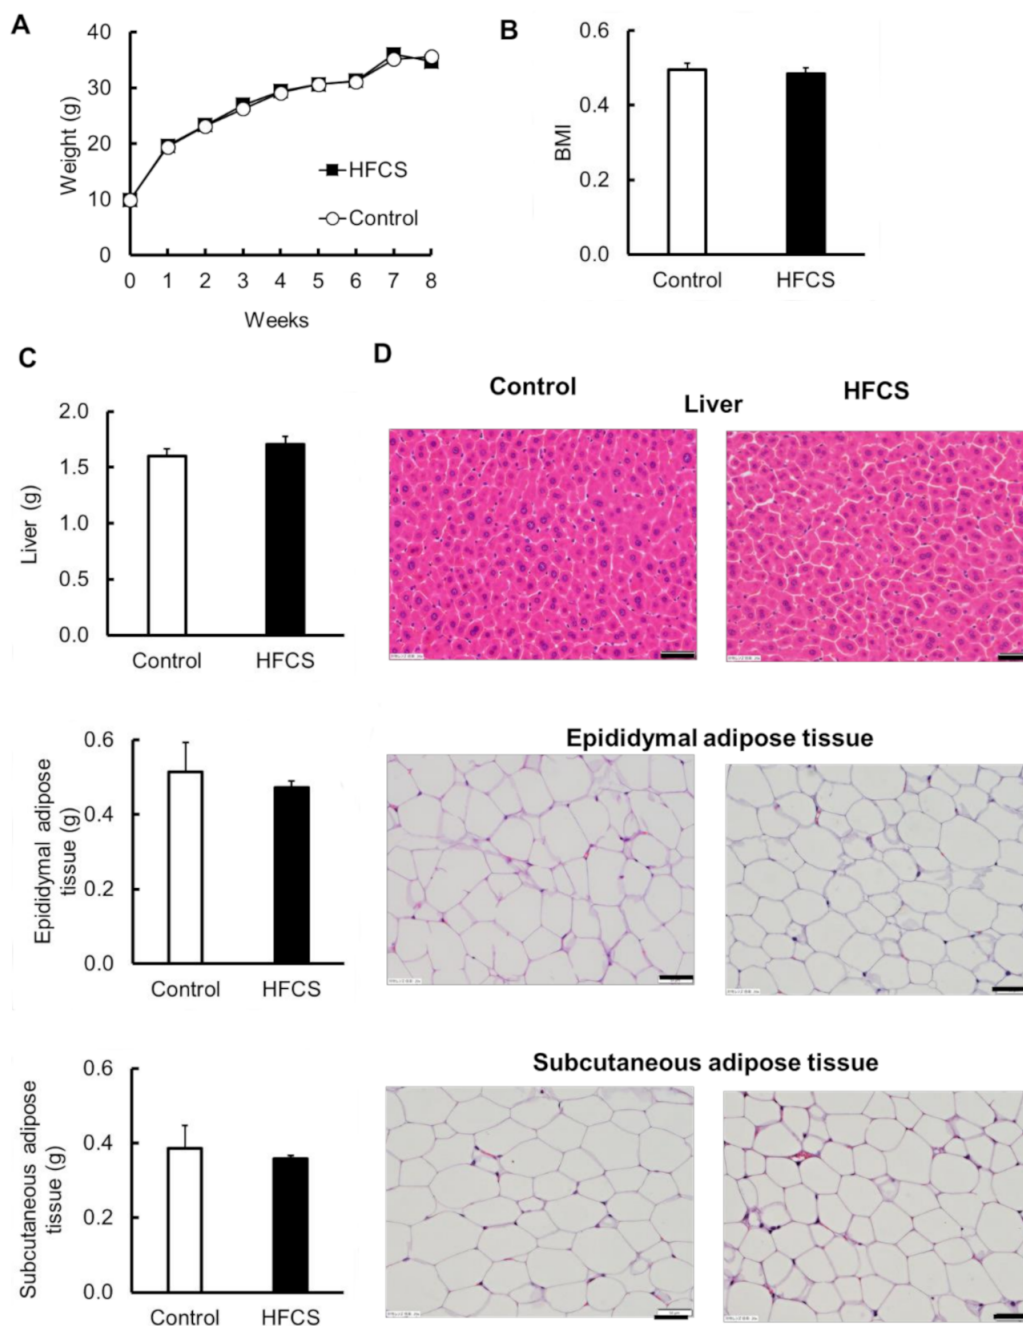 A
40
30
20
10
0
Weight (g)
HFCS
Control
0 1 2 3 4 5 6 7 8
Weeks
B
0.6
0.4
0.2
0.0
BMI
Control HFCS
C
2.0
1.5
1.0
0.5
0.0
Liver (g)
Control HFCS
0.6
0.4
0.2
0.0
Epididymal adipose
tissue (g)
Control HFCS
0.6
0.4
0.2
0.0
Subcutaneous adipose
tissue (g)
Control HFCS
D
Control HFCS
Liver
Epididymal adipose tissue
Subcutaneous adipose tissue